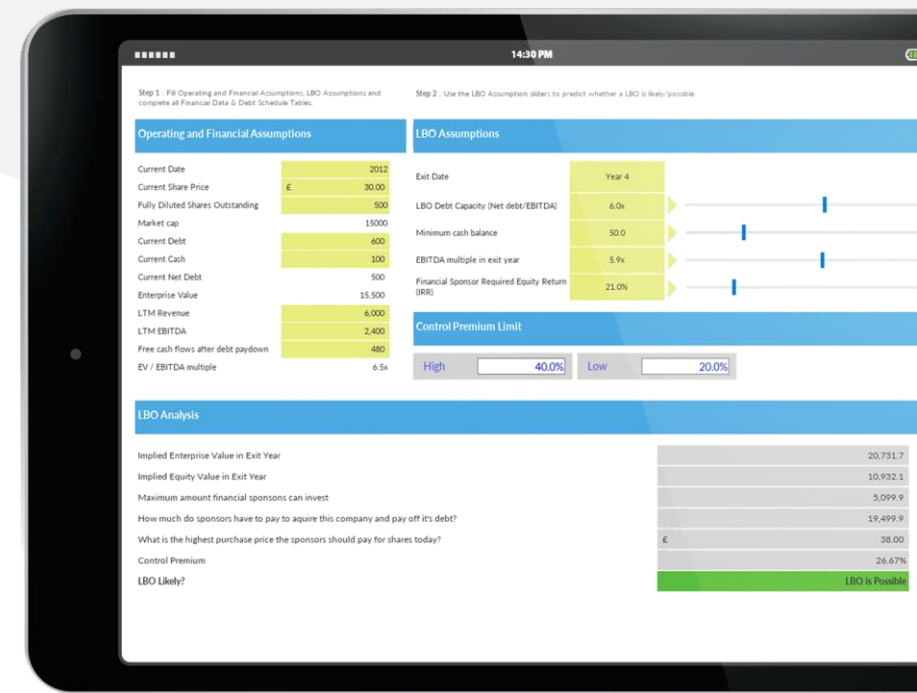 14:30 PM
Step 1 : Fill Operating and Financial Assumptions, LBO Assumptions and
complete all Financial Data & Debt Schedule Tables.
Step 2 : Use the LBO Assumption sliders to predict whether a LBO is likely/possible.
Operating and Financial Assumptions
Current Date 2012
Current Share Price £ 30.00
Fully Diluted Shares Outstanding 500
Market cap 15000
Current Debt 600
Current Cash 100
Current Net Debt 500
Enterprise Value 15,500
LTM Revenue 6,000
LTM EBITDA 2,400
Free cash flows after debt paydown 480
EV / EBITDA multiple 6.5x
LBO Assumptions
Exit Date Year 4
LBO Debt Capacity (Net debt/EBITDA) 6.0x
Minimum cash balance 50.0
EBITDA multiple in exit year 5.9x
Financial Sponsor Required Equity Return
(IRR) 21.0%
Control Premium Limit
High 40.0% Low 20.0%
LBO Analysis
Implied Enterprise Value in Exit Year 20,731.7
Implied Equity Value in Exit Year 10,932.1
Maximum amount financial sponsons can invest 5,099.9
How much do sponsors have to pay to aquire this company and pay off it's debt? 19,499.9
What is the highest purchase price the sponsors should pay for shares today? £ 38.00
Control Premium 26.67%
LBO Likely? LBO is Possible